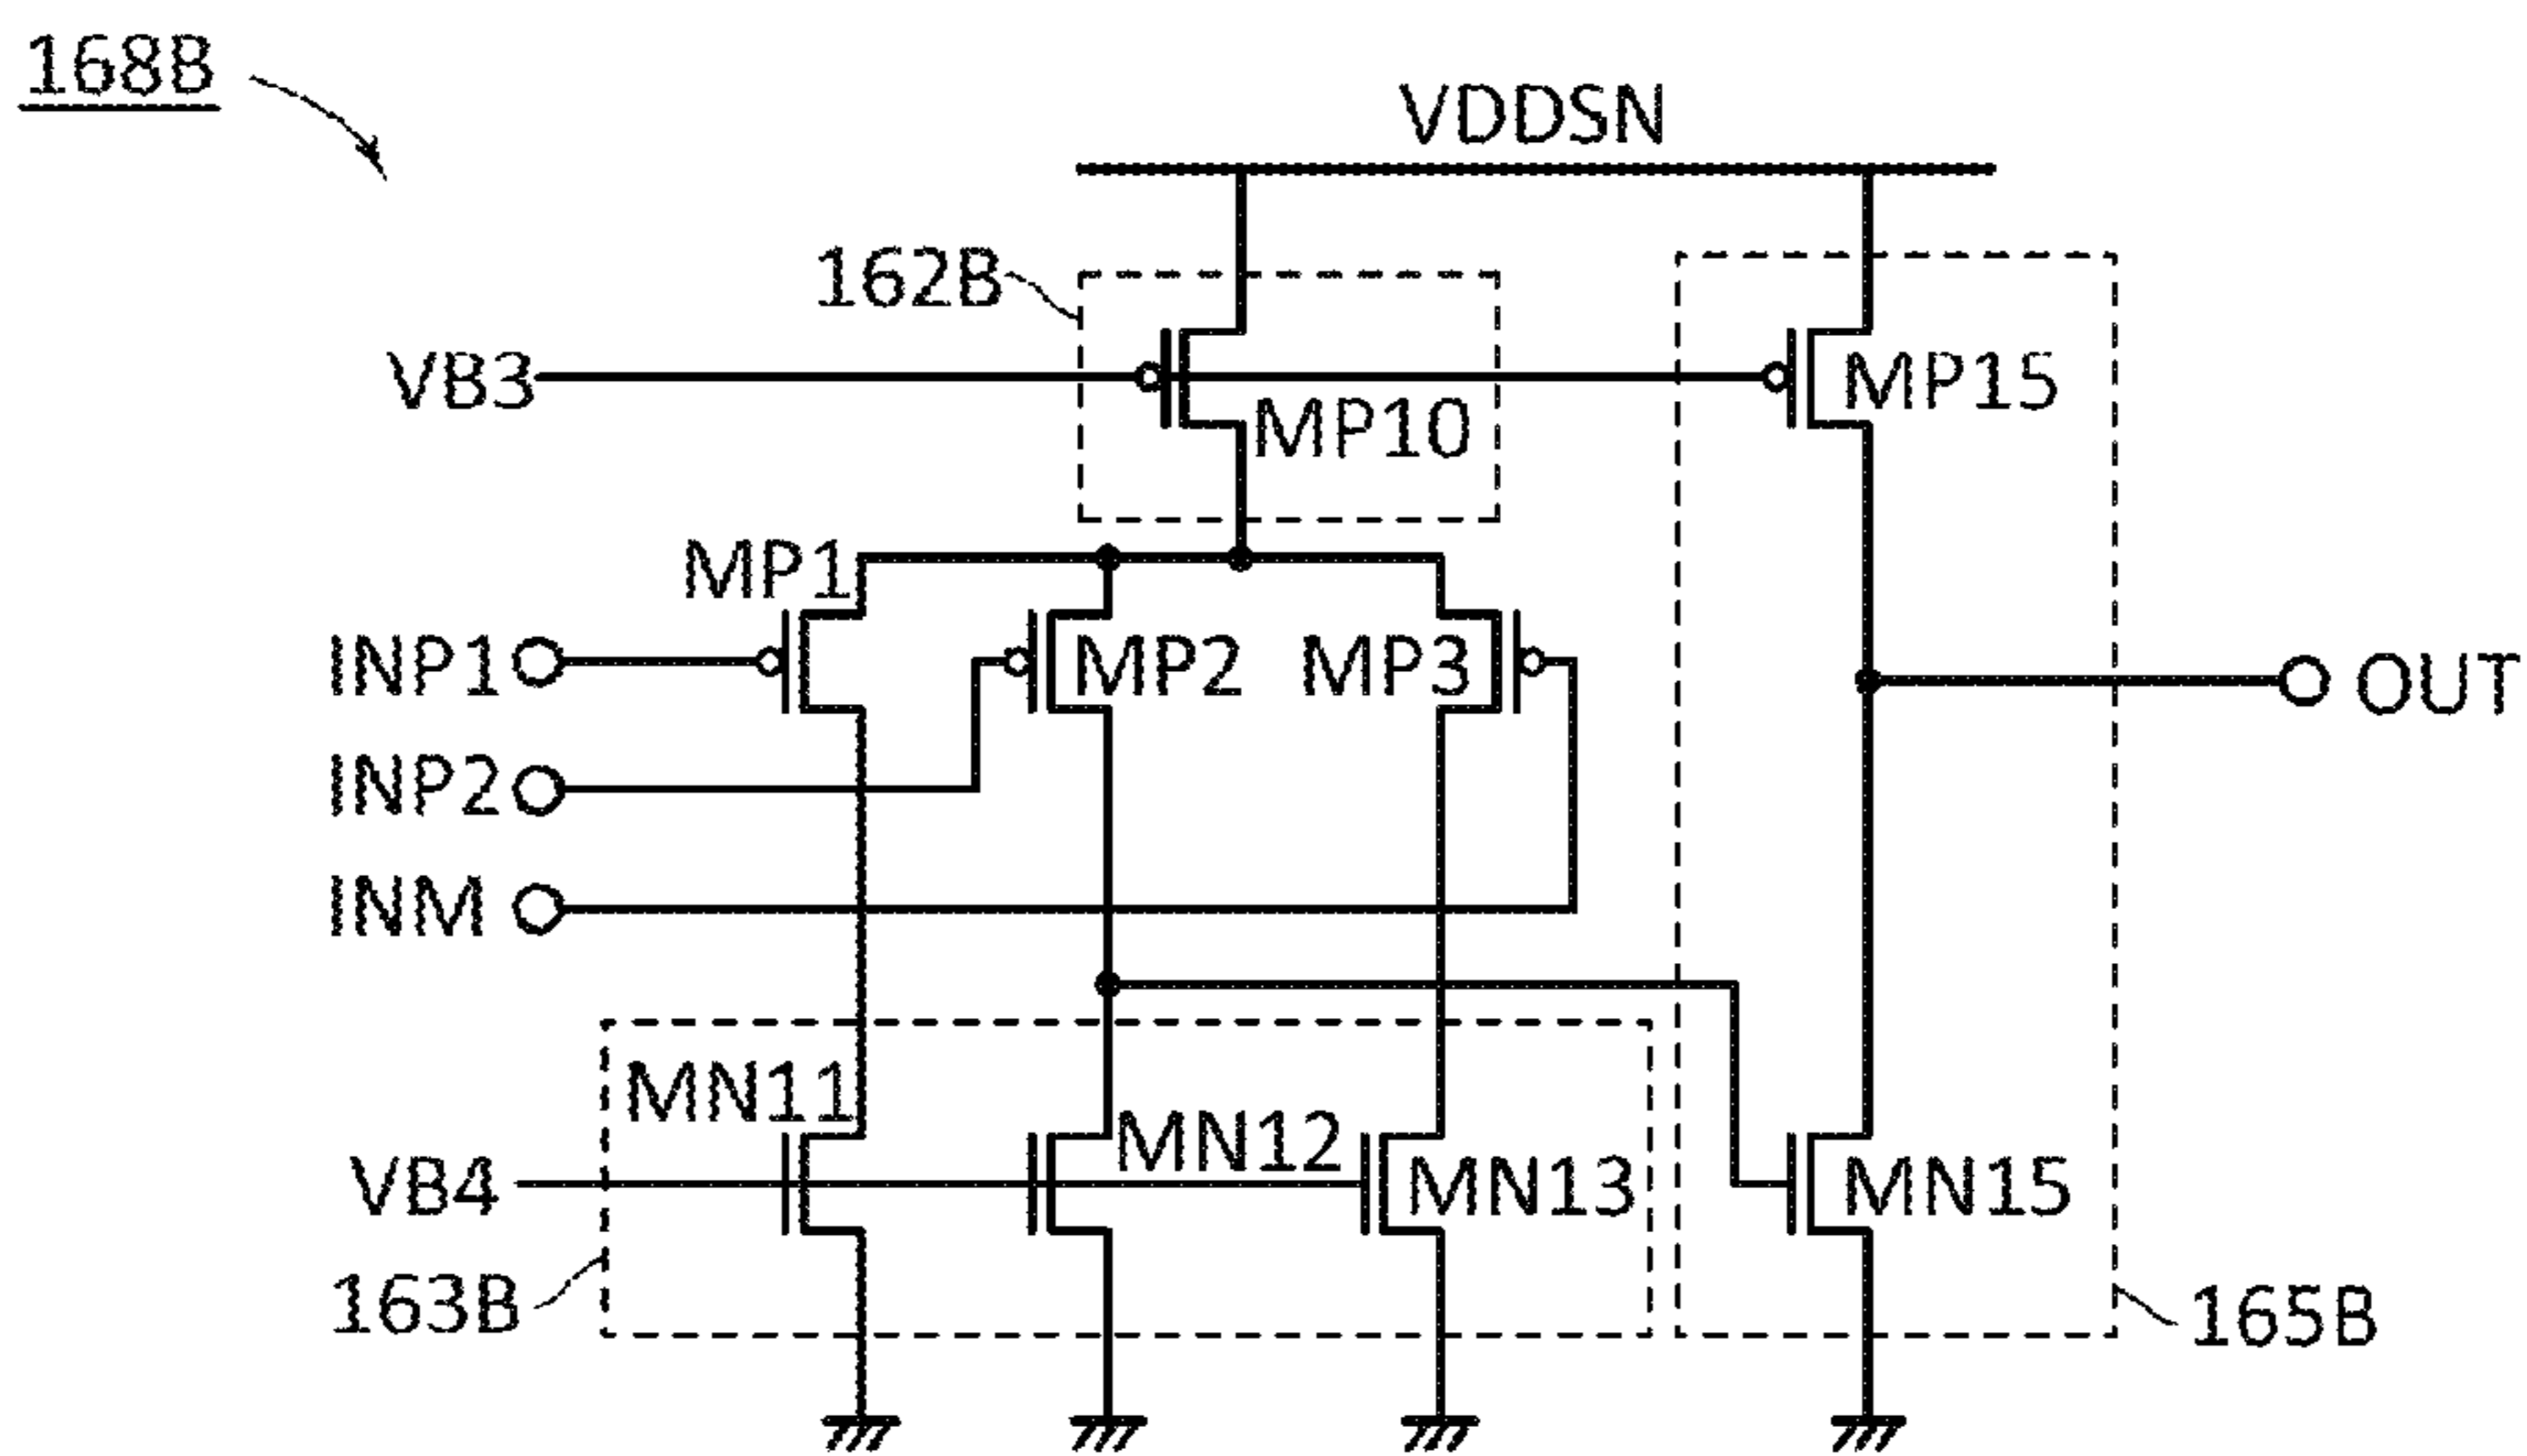 168B
VDDSN
162B
VB3
MP10
MP15
MP1
INP1
MP2
MP3
OUT
INP2
INM
MN11
MN12
VB4
MN13
MN15
163B
165B